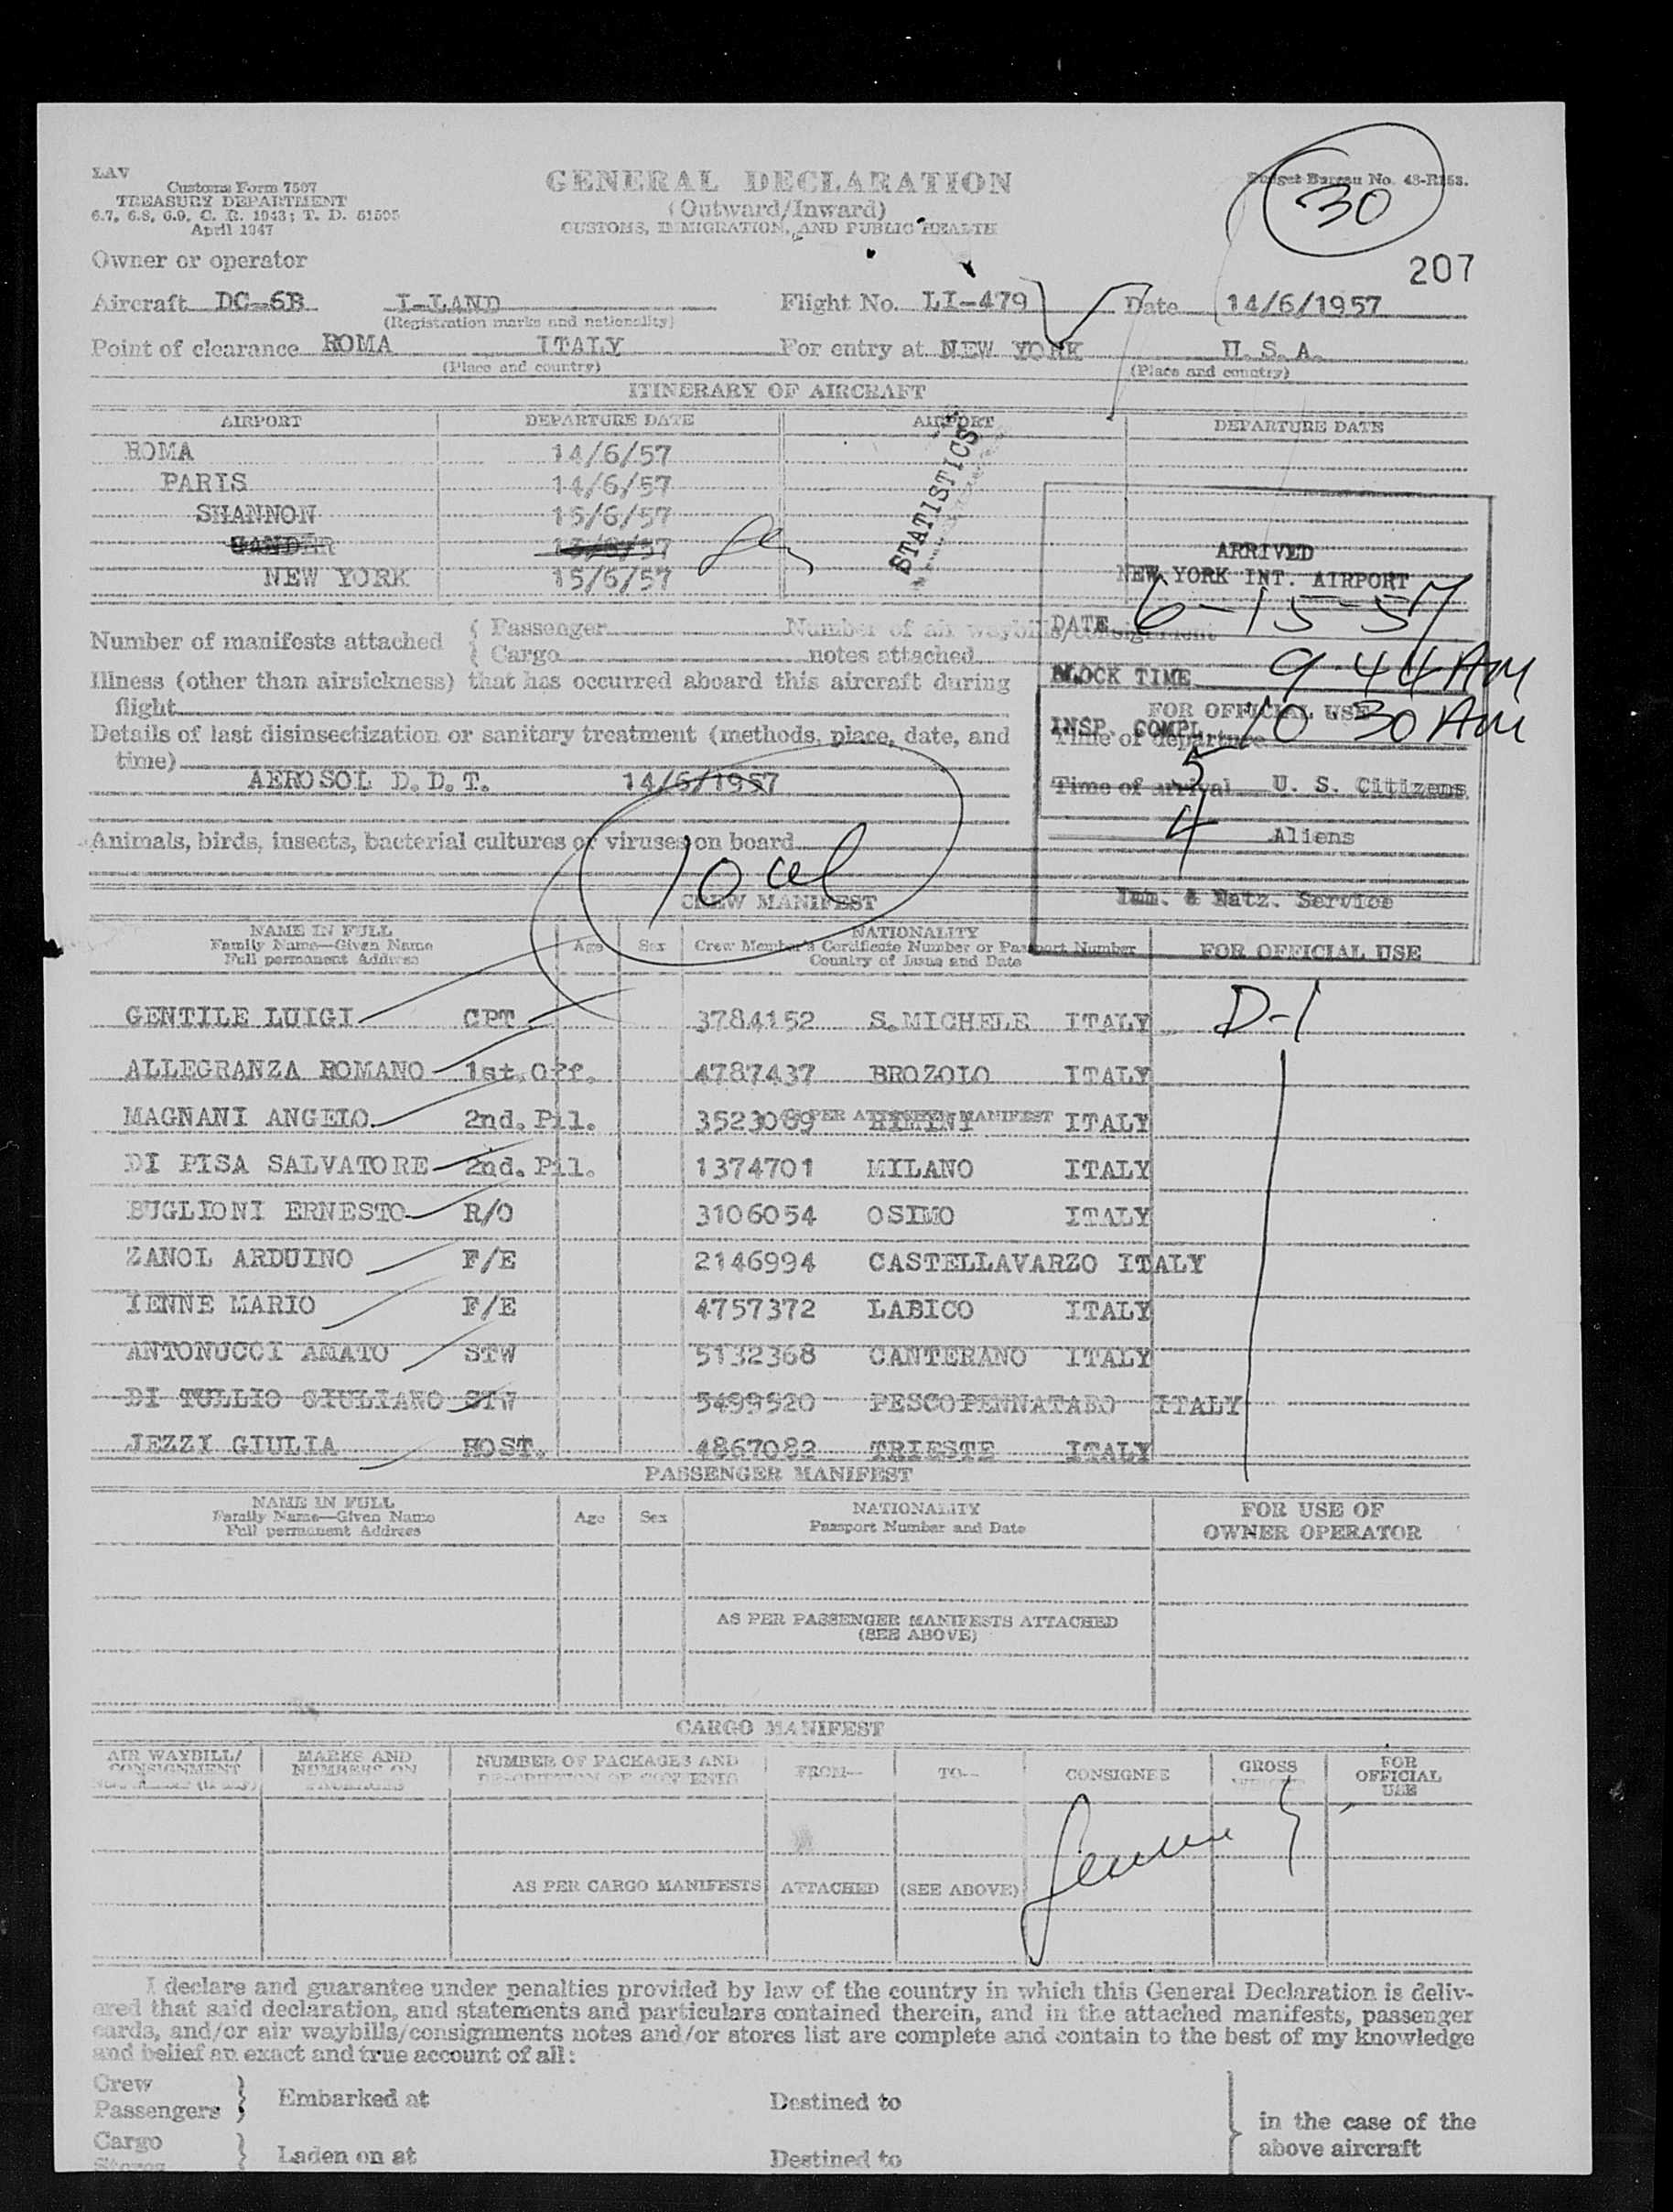 LAV
Customs Form 7507
TREASURY DEPARTMENT
6.7, 6.8, 6.9, C. R. 1943; T. D. 51595
April 1947
GENERAL DECLARATION
(Outward/Inward)
CUSTOMS, IMMIGRATION, AND PUBLIC HEALTH
Budget Bureau No. 48-R153.
30
207
Owner or operator
Aircraft DC-6B I-LAND Flight No. LI-479 Date 14/6/1957
(Registration marks and nationality)
Point of clearance ROMA ITALY For entry at NEW YORK U. S. A.
(Place and country) (Place and country)
ITINERARY OF AIRCRAFT
AIRPORT DEPARTURE DATE AIRPORT DEPARTURE DATE
ROMA 14/6/57
PARIS 14/6/57
SHANNON 15/6/57
GANDER 15/6/57
NEW YORK 15/6/57
STATISTICS
ARRIVED
NEW YORK INT. AIRPORT
DATE 6-15-57
BLOCK TIME 9-44 AM
INSP. COMPL. 10-30 AM
5 U. S. Citizens
4 Aliens
Imm. & Natz. Service
Number of manifests attached { Passenger Number of air waybills/consignment
{ Cargo notes attached
Illness (other than airsickness) that has occurred aboard this aircraft during
flight
FOR OFFICIAL USE
Time of departure
Time of arrival
Details of last disinsectization or sanitary treatment (methods, place, date, and
time)
AEROSOL D.D.T. 14/6/1957
Animals, birds, insects, bacterial cultures or viruses on board
10
CREW MANIFEST
NAME IN FULL
Family Name—Given Name
Full permanent Address
Age Sex
NATIONALITY
Crew Member's Certificate Number or Passport Number
Country of Issue and Date
FOR OFFICIAL USE
GENTILE LUIGI CPT 3784152 S.MICHELE ITALY D-1
ALLEGRANZA ROMANO 1st.Off. 4787437 BROZOLO ITALY
MAGNANI ANGELO 2nd.Pil. 3523089 RIMINI ITALY
AS PER ATTACHED MANIFEST
DI PISA SALVATORE 2nd.Pil. 1374701 MILANO ITALY
BUGLIONI ERNESTO R/O 3106054 OSIMO ITALY
ZANOL ARDUINO F/E 2146994 CASTELLAVARZO ITALY
IENNE MARIO F/E 4757372 LABICO ITALY
ANTONUCCI AMATO STW 5132368 CANTERANO ITALY
DI TULLIO GIULIANO STW 5499520 PESCOPENNATARO ITALY
JEZZI GIULIA HOST. 4867082 TRIESTE ITALY
PASSENGER MANIFEST
NAME IN FULL
Family Name—Given Name
Full permanent Address
Age Sex
NATIONALITY
Passport Number and Date
FOR USE OF
OWNER OPERATOR
AS PER PASSENGER MANIFESTS ATTACHED
(SEE ABOVE)
CARGO MANIFEST
AIR WAYBILL/
CONSIGNMENT
MARKS AND
NUMBERS ON
PACKAGES
NUMBER OF PACKAGES AND
DESCRIPTION OF CONTENTS
FROM— TO— CONSIGNEE
GROSS
WEIGHT
FOR
OFFICIAL
USE
AS PER CARGO MANIFESTS ATTACHED (SEE ABOVE)
I declare and guarantee under penalties provided by law of the country in which this General Declaration is deliv-
ered that said declaration, and statements and particulars contained therein, and in the attached manifests, passenger
cards, and/or air waybills/consignments notes and/or stores list are complete and contain to the best of my knowledge
and belief an exact and true account of all:
Crew
Passengers } Embarked at Destined to
Cargo
Stores } Laden on at Destined to
} in the case of the
above aircraft